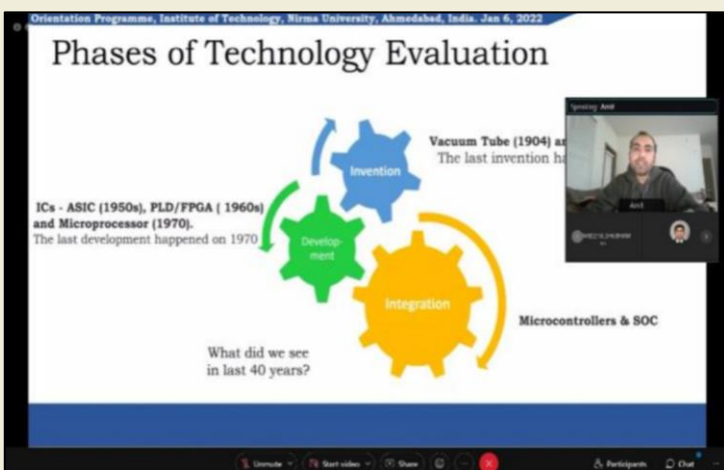 Orientation Programme, Institute of Technology, Nirma University, Ahmedabad, India. Jan 6, 2022
Phases of Technology Evaluation
Speaking: Amit
Vacuum Tube (1904)
The last invention
Invention
Amit
ICs - ASIC (1950s), PLD/FPGA ( 1960s)
and Microprocessor (1970).
The last development happened on 1970
Develop-
ment
Integration
Microcontrollers & SOC
What did we see
in last 40 years?
Unmute
Start video
Share
Participants
Chat